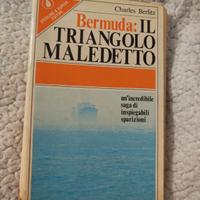 Charles Berlitz
Bermuda: IL
TRIANGOLO
MALEDETTO
un'incredibile
saga di
inspiegabili
sparizioni